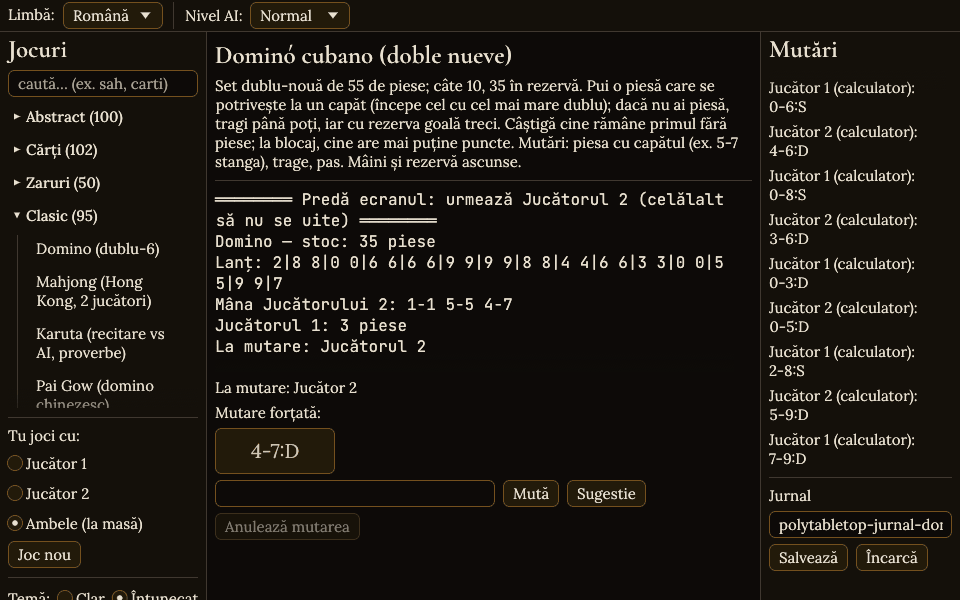 Limbă: Română ▼ Nivel AI: Normal ▼
Jocuri
caută... (ex. sah, carti)
▸ Abstract (100)
▸ Cărți (102)
▸ Zaruri (50)
▾ Clasic (95)
Domino (dublu-6)
Mahjong (Hong
Kong, 2 jucători)
Karuta (recitare vs
AI, proverbe)
Pai Gow (domino
chinezesc)
Tu joci cu:
Jucător 1
Jucător 2
Ambele (la masă)
Joc nou
Temă: Clar Întunecat
Dominó cubano (doble nueve)
Set dublu-nouă de 55 de piese; câte 10, 35 în rezervă. Pui o piesă care se
potrivește la un capăt (începe cel cu cel mai mare dublu); dacă nu ai piesă,
tragi până poți, iar cu rezerva goală treci. Câștigă cine rămâne primul fără
piese; la blocaj, cine are mai puține puncte. Mutări: piesa cu capătul (ex. 5-7
stanga), trage, pas. Mâini și rezervă ascunse.
════════ Predă ecranul: urmează Jucătorul 2 (celălalt
să nu se uite) ════════
Domino — stoc: 35 piese
Lanț: 2|8 8|0 0|6 6|6 6|9 9|9 9|8 8|4 4|6 6|3 3|0 0|5
5|9 9|7
Mâna Jucătorului 2: 1-1 5-5 4-7
Jucătorul 1: 3 piese
La mutare: Jucătorul 2
La mutare: Jucător 2
Mutare forțată:
4-7:D
Mută Sugestie
Anulează mutarea
Mutări
Jucător 1 (calculator):
0-6:S
Jucător 2 (calculator):
4-6:D
Jucător 1 (calculator):
0-8:S
Jucător 2 (calculator):
3-6:D
Jucător 1 (calculator):
0-3:D
Jucător 2 (calculator):
0-5:D
Jucător 1 (calculator):
2-8:S
Jucător 2 (calculator):
5-9:D
Jucător 1 (calculator):
7-9:D
Jurnal
polytabletop-jurnal-dor
Salvează Încarcă